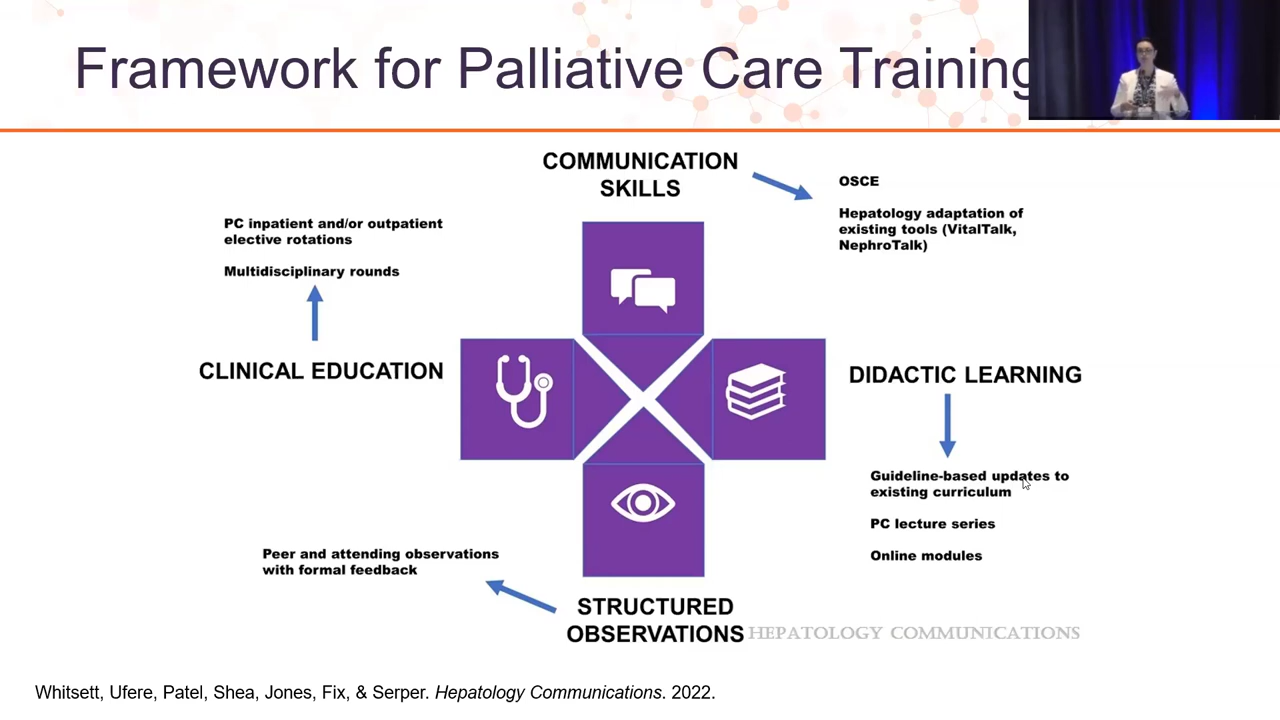 Framework for Palliative Care Training
COMMUNICATION
SKILLS
OSCE
Hepatology adaptation of
existing tools (VitalTalk,
NephroTalk)
PC inpatient and/or outpatient
elective rotations
Multidisciplinary rounds
CLINICAL EDUCATION
DIDACTIC LEARNING
Guideline-based updates to
existing curriculum
PC lecture series
Online modules
Peer and attending observations
with formal feedback
STRUCTURED
OBSERVATIONS
HEPATOLOGY COMMUNICATIONS
Whitsett, Ufere, Patel, Shea, Jones, Fix, & Serper. Hepatology Communications. 2022.